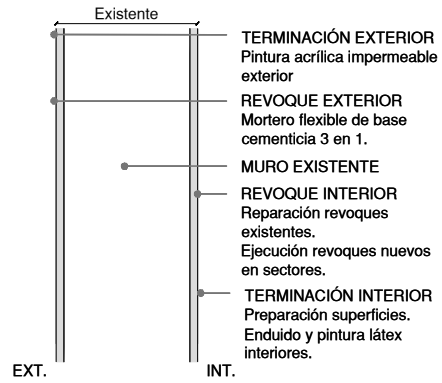 Existente
TERMINACIÓN EXTERIOR
Pintura acrílica impermeable
exterior
REVOQUE EXTERIOR
Mortero flexible de base
cementicia 3 en 1.
MURO EXISTENTE
REVOQUE INTERIOR
Reparación revoques
existentes.
Ejecución revoques nuevos
en sectores.
TERMINACIÓN INTERIOR
Preparación superficies.
Enduido y pintura látex
interiores.
EXT.
INT.